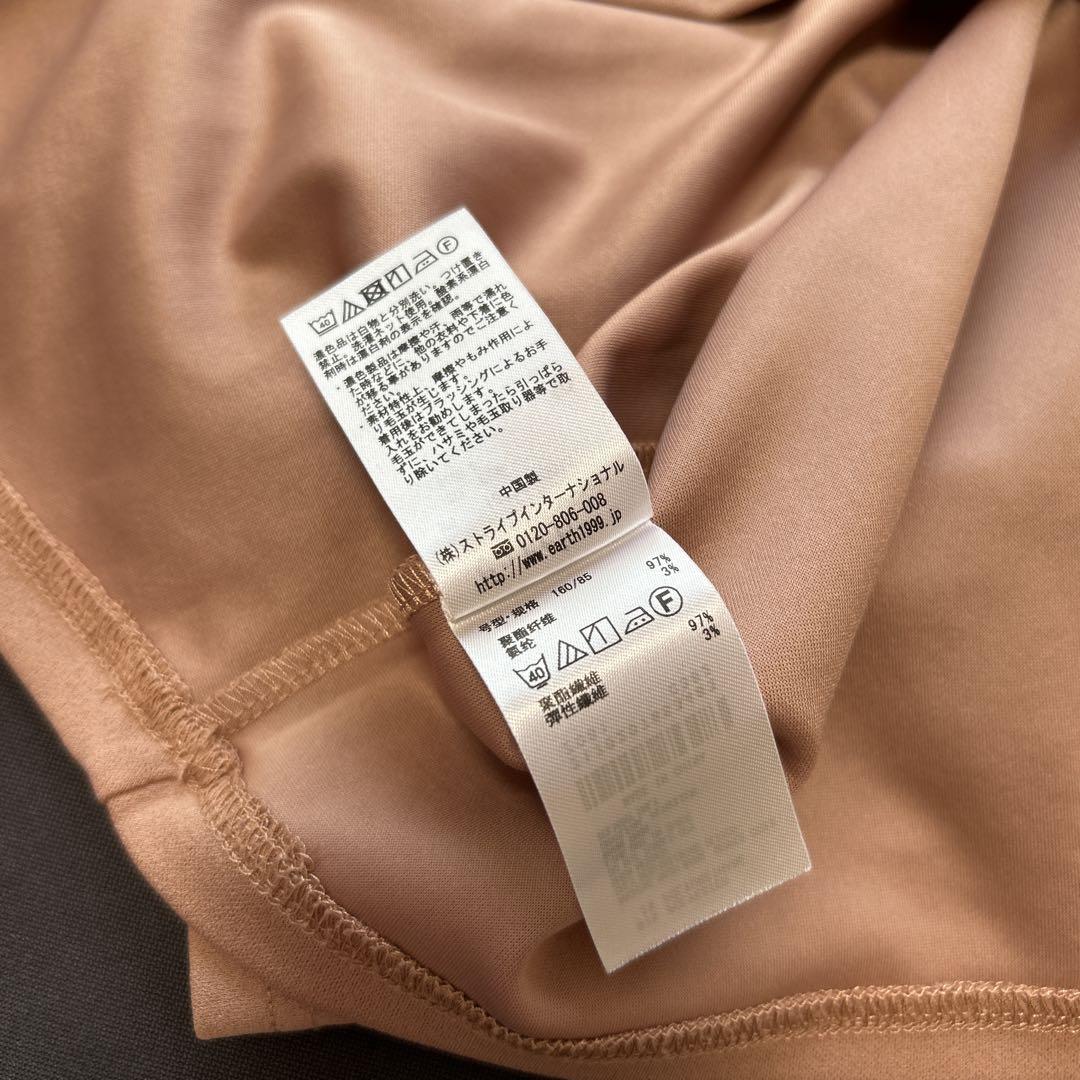 40 F
濃色品は白物と分別洗い。つけ置き
禁止。洗濯ネット使用。酸素系漂白
剤時は漂白剤の表示を確認。
・濃色製品は摩擦や汗、雨等で濡れ
た時などに、他の衣料や下着に色
が移る事がありますのでご注意く
ださい。
・素材特性上、摩擦やもみ作用によ
り毛玉が生じます。
着用後はブラッシングによるお手
入れをお勧めします。
毛玉ができてしまったら引っぱら
ずに、ハサミや毛玉取り器等で取
り除いてください。
中国製
(株)ストライプインターナショナル
0120-806-008
http://www.earth1999.jp
号型·规格 160/85
聚酯纤维 97%
氨纶 3%
40 F
聚酯纖維 97%
弾性纖維 3%